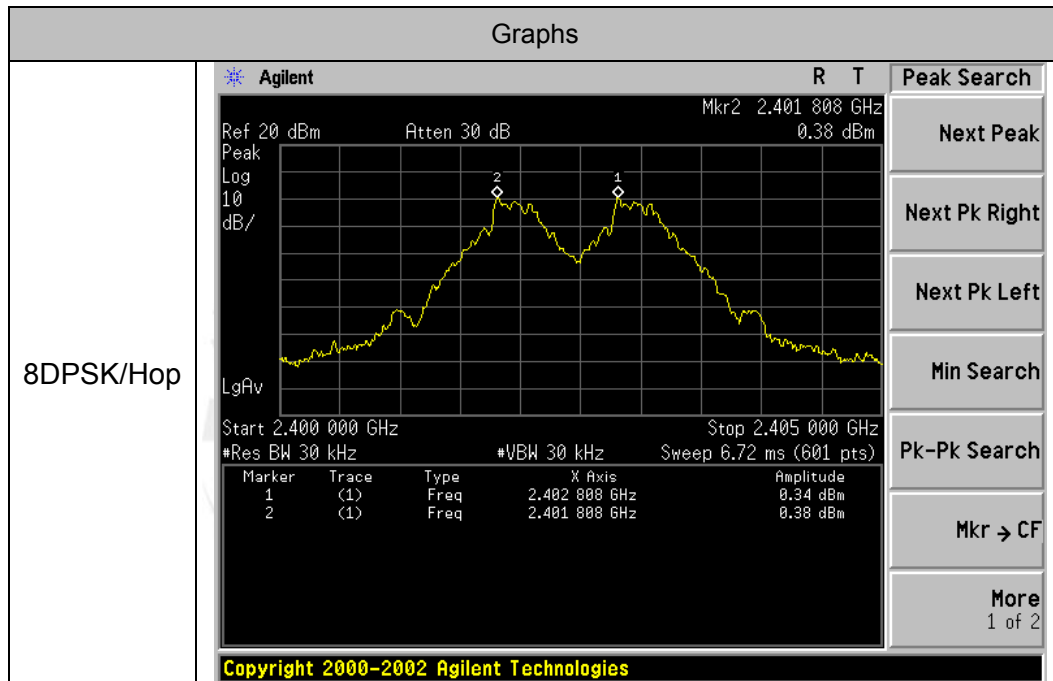 Graphs
8DPSK/Hop
Agilent R T
Peak Search
Mkr2 2.401 808 GHz
Ref 20 dBm Atten 30 dB 0.38 dBm
Peak
Log
10
dB/
2 1
LgAv
Start 2.400 000 GHz Stop 2.405 000 GHz
#Res BW 30 kHz #VBW 30 kHz Sweep 6.72 ms (601 pts)
Marker Trace Type X Axis Amplitude
1 (1) Freq 2.402 808 GHz 0.34 dBm
2 (1) Freq 2.401 808 GHz 0.38 dBm
Next Peak
Next Pk Right
Next Pk Left
Min Search
Pk-Pk Search
Mkr → CF
More
1 of 2
Copyright 2000-2002 Agilent Technologies